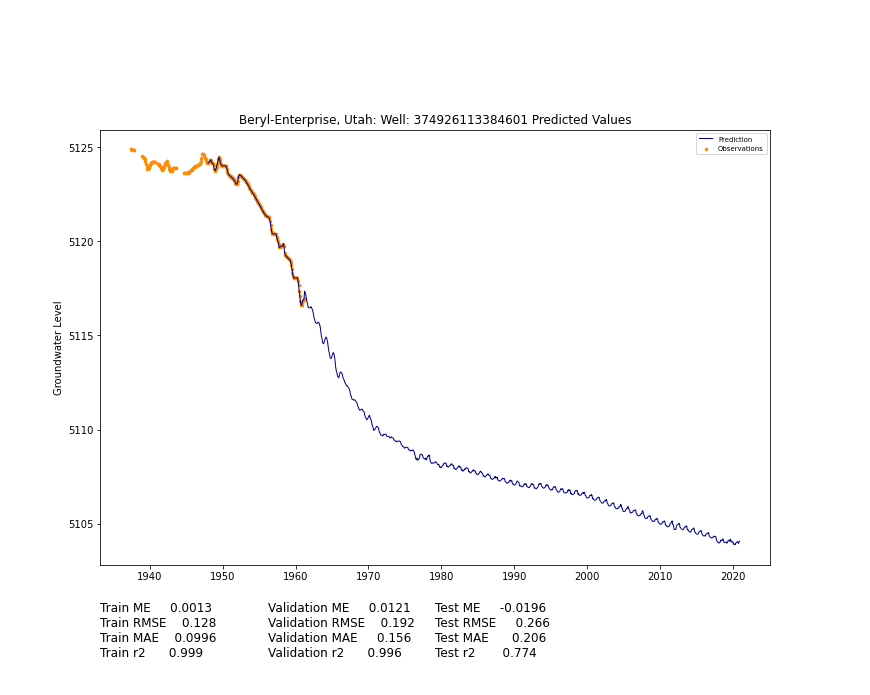 Beryl-Enterprise, Utah: Well: 374926113384601 Predicted Values
Prediction
Observations
5125
5120
5115
5110
5105
Groundwater Level
1940 1950 1960 1970 1980 1990 2000 2010 2020
Train ME 0.0013 Validation ME 0.0121 Test ME -0.0196
Train RMSE 0.128 Validation RMSE 0.192 Test RMSE 0.266
Train MAE 0.0996 Validation MAE 0.156 Test MAE 0.206
Train r2 0.999 Validation r2 0.996 Test r2 0.774